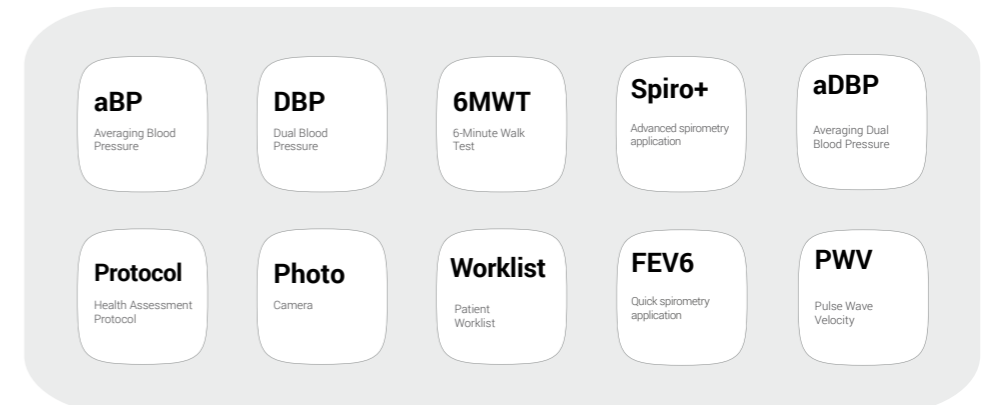 aBP
Averaging Blood
Pressure
DBP
Dual Blood
Pressure
6MWT
6-Minute Walk
Test
Spiro+
Advanced spirometry
application
aDBP
Averaging Dual
Blood Pressure
Protocol
Health Assessment
Protocol
Photo
Camera
Worklist
Patient
Worklist
FEV6
Quick spirometry
application
PWV
Pulse Wave
Velocity